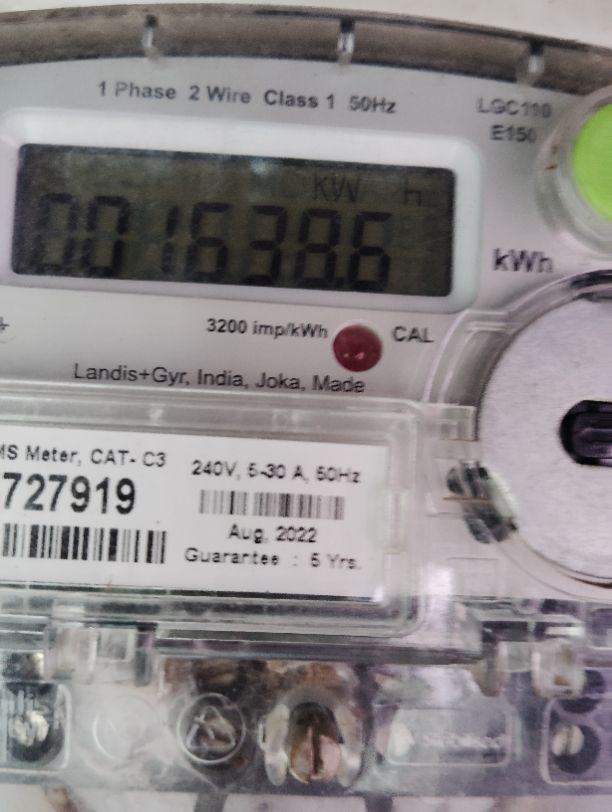 1 Phase 2 Wire Class 1 50Hz
LGC110
E150
kW h
001638.6
kWh
3200 imp/kWh
CAL
Landis+Gyr, India, Joka, Made
MS Meter, CAT- C3
727919
240V, 5-30 A, 50Hz
Aug, 2022
Guarantee : 5 Yrs.